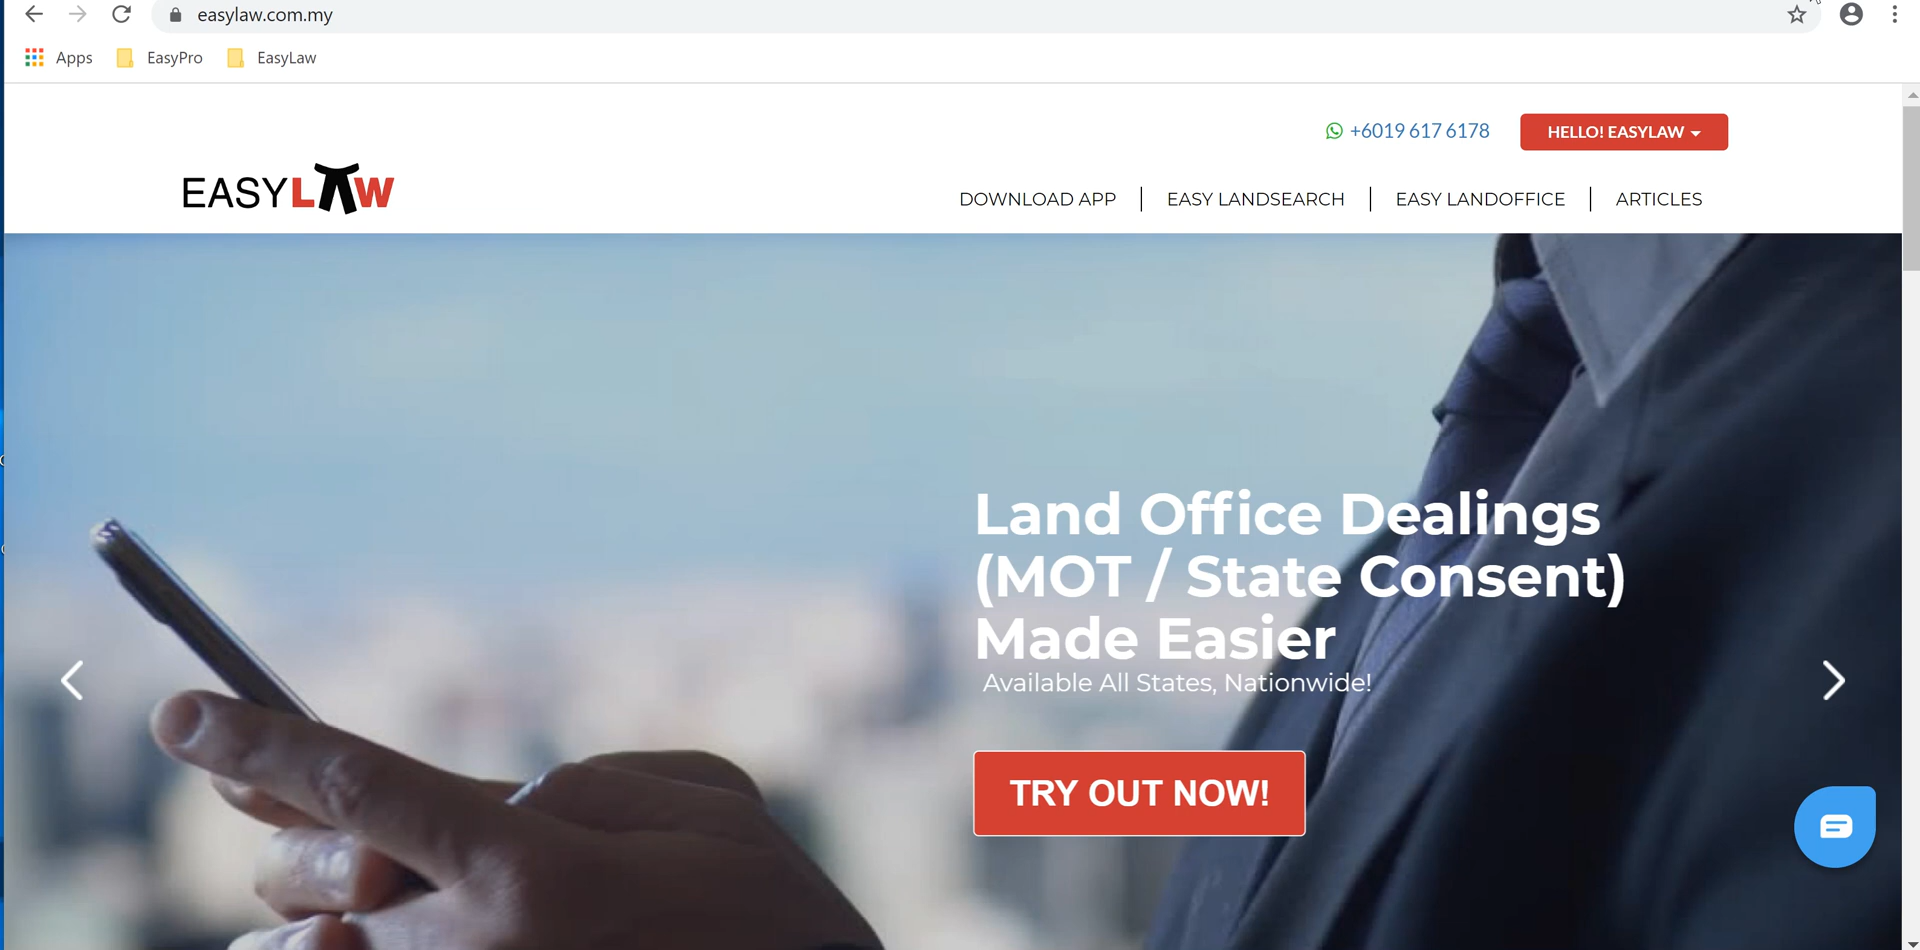 easylaw.com.my
Apps EasyPro EasyLaw
+6019 617 6178 HELLO! EASYLAW
EASYLAW
DOWNLOAD APP EASY LANDSEARCH EASY LANDOFFICE ARTICLES
Land Office Dealings
(MOT / State Consent)
Made Easier
Available All States, Nationwide!
TRY OUT NOW!